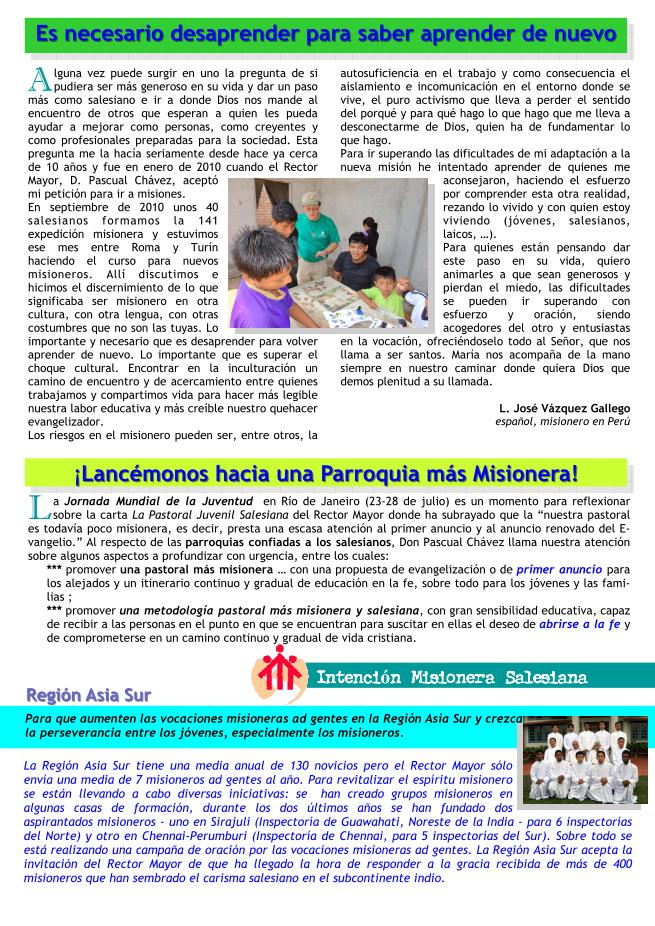 Es necesario desaprender para saber aprender de nuevo
Alguna vez puede surgir en uno la pregunta de si
pudiera ser más generoso en su vida y dar un paso
más como salesiano e ir a donde Dios nos mande al
encuentro de otros que esperan a quien les pueda
ayudar a mejorar como personas, como creyentes y
como profesionales preparadas para la sociedad. Esta
pregunta me la hacía seriamente desde hace ya cerca
de 10 años y fue en enero de 2010 cuando el Rector
Mayor, D. Pascual Chávez, aceptó
mi petición para ir a misiones.
En septiembre de 2010 unos 40
salesianos formamos la 141
expedición misionera y estuvimos
ese mes entre Roma y Turín
haciendo el curso para nuevos
misioneros. Allí discutimos e
hicimos el discernimiento de lo que
significaba ser misionero en otra
cultura, con otra lengua, con otras
costumbres que no son las tuyas. Lo
importante y necesario que es desaprender para volver
aprender de nuevo. Lo importante que es superar el
choque cultural. Encontrar en la inculturación un
camino de encuentro y de acercamiento entre quienes
trabajamos y compartimos vida para hacer más legible
nuestra labor educativa y más creíble nuestro quehacer
evangelizador.
Los riesgos en el misionero pueden ser, entre otros, la
autosuficiencia en el trabajo y como consecuencia el
aislamiento e incomunicación en el entorno donde se
vive, el puro activismo que lleva a perder el sentido
del porqué y para qué hago lo que hago que me lleva a
desconectarme de Dios, quien ha de fundamentar lo
que hago.
Para ir superando las dificultades de mi adaptación a la
nueva misión he intentado aprender de quienes me
aconsejaron, haciendo el esfuerzo
por comprender esta otra realidad,
rezando lo vivido y con quien estoy
viviendo (jóvenes, salesianos,
laicos, …).
Para quienes están pensando dar
este paso en su vida, quiero
animarles a que sean generosos y
pierdan el miedo, las dificultades
se pueden ir superando con
esfuerzo y oración, siendo
acogedores del otro y entusiastas
en la vocación, ofreciéndoselo todo al Señor, que nos
llama a ser santos. María nos acompaña de la mano
siempre en nuestro caminar donde quiera Dios que
demos plenitud a su llamada.
L. José Vázquez Gallego
español, misionero en Perú
¡Lancémonos hacia una Parroquia más Misionera!
La Jornada Mundial de la Juventud en Río de Janeiro (23-28 de julio) es un momento para reflexionar
sobre la carta La Pastoral Juvenil Salesiana del Rector Mayor donde ha subrayado que la “nuestra pastoral
es todavía poco misionera, es decir, presta una escasa atención al primer anuncio y al anuncio renovado del E-
vangelio.” Al respecto de las parroquias confiadas a los salesianos, Don Pascual Chávez llama nuestra atención
sobre algunos aspectos a profundizar con urgencia, entre los cuales:
*** promover una pastoral más misionera … con una propuesta de evangelización o de primer anuncio para
los alejados y un itinerario continuo y gradual de educación en la fe, sobre todo para los jóvenes y las fami-
lias ;
*** promover una metodología pastoral más misionera y salesiana, con gran sensibilidad educativa, capaz
de recibir a las personas en el punto en que se encuentran para suscitar en ellas el deseo de abrirse a la fe y
de comprometerse en un camino continuo y gradual de vida cristiana.
Intención Misionera Salesiana
Región Asia Sur
Para que aumenten las vocaciones misioneras ad gentes en la Región Asia Sur y crezca
la perseverancia entre los jóvenes, especialmente los misioneros.
La Región Asia Sur tiene una media anual de 130 novicios pero el Rector Mayor sólo
envía una media de 7 misioneros ad gentes al año. Para revitalizar el espíritu misionero
se están llevando a cabo diversas iniciativas: se han creado grupos misioneros en
algunas casas de formación, durante los dos últimos años se han fundado dos
aspirantados misioneros - uno en Sirajuli (Inspectoría de Guawahati, Noreste de la India - para 6 inspectorías
del Norte) y otro en Chennai-Perumburi (Inspectoría de Chennai, para 5 inspectorías del Sur). Sobre todo se
está realizando una campaña de oración por las vocaciones misioneras ad gentes. La Región Asia Sur acepta la
invitación del Rector Mayor de que ha llegado la hora de responder a la gracia recibida de más de 400
misioneros que han sembrado el carisma salesiano en el subcontinente indio.